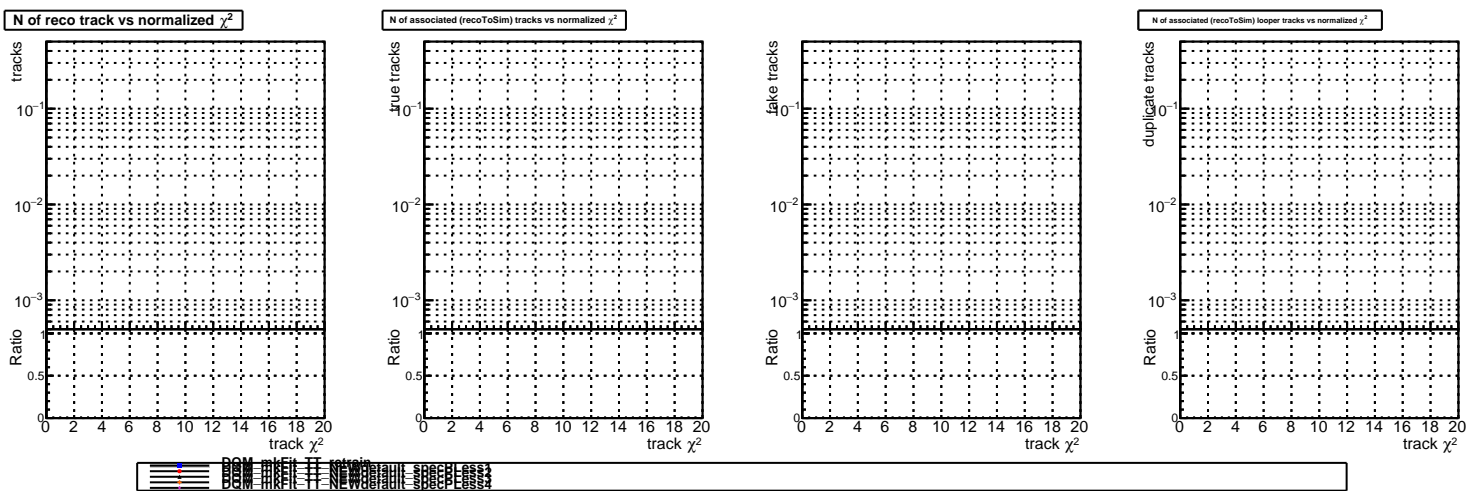 N of reco track vs normalized χ²
N of associated (recoToSim) tracks vs normalized χ²
N of associated (recoToSim) looper tracks vs normalized χ²
tracks
10⁻¹
10⁻²
10⁻³
Ratio
1
0.5
0
0 2 4 6 8 10 12 14 16 18 20
track χ²
true tracks
10⁻¹
10⁻²
10⁻³
Ratio
1
0.5
0
0 2 4 6 8 10 12 14 16 18 20
track χ²
fake tracks
10⁻¹
10⁻²
10⁻³
Ratio
1
0.5
0
0 2 4 6 8 10 12 14 16 18 20
track χ²
duplicate tracks
10⁻¹
10⁻²
10⁻³
Ratio
1
0.5
0
0 2 4 6 8 10 12 14 16 18 20
track χ²
DQM_mkFit_TT_retrain
DQM_mkFit_TT_NEWdefault_specPLess1
DQM_mkFit_TT_NEWdefault_specPLess2
DQM_mkFit_TT_NEWdefault_specPLess3
DQM_mkFit_TT_NEWdefault_specPLess4